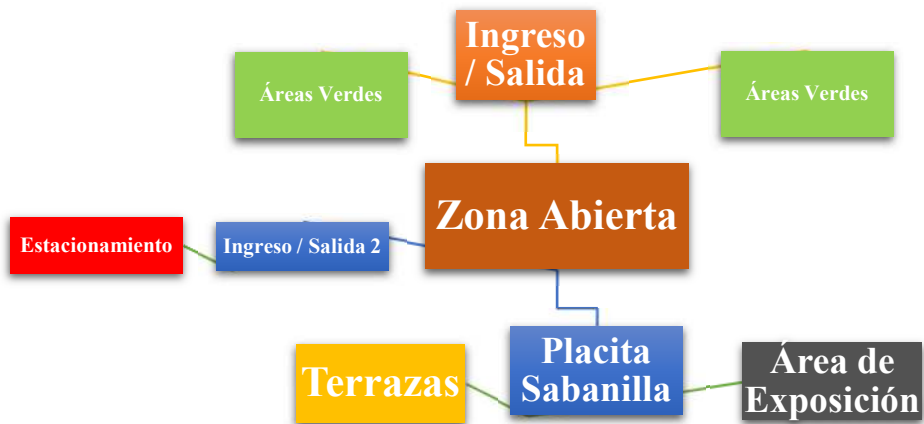 Ingreso
/ Salida
Áreas Verdes
Áreas Verdes
Zona Abierta
Estacionamiento
Ingreso / Salida 2
Terrazas
Placita
Sabanilla
Área de
Exposición